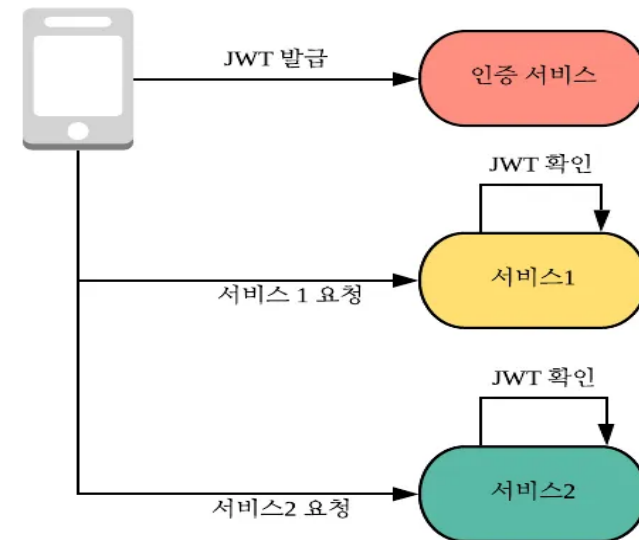 JWT 발급
인증 서비스
JWT 확인
서비스1
서비스 1 요청
JWT 확인
서비스2
서비스2 요청